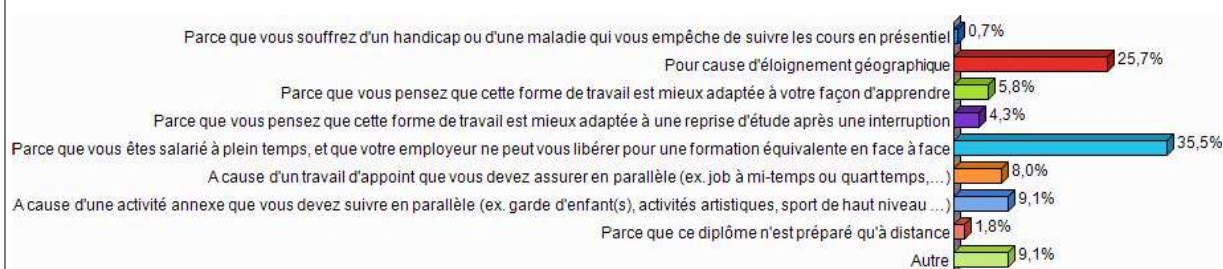 Parce que vous souffrez d'un handicap ou d'une maladie qui vous empêche de suivre les cours en présentiel 0,7%
Pour cause d'éloignement géographique 25,7%
Parce que vous pensez que cette forme de travail est mieux adaptée à votre façon d'apprendre 5,8%
Parce que vous pensez que cette forme de travail est mieux adaptée à une reprise d'étude après une interruption 4,3%
Parce que vous êtes salarié à plein temps, et que votre employeur ne peut vous libérer pour une formation équivalente en face à face 35,5%
A cause d'un travail d'appoint que vous devez assurer en parallèle (ex. job à mi-temps ou quart temps,...) 8,0%
A cause d'une activité annexe que vous devez suivre en parallèle (ex. garde d'enfant(s), activités artistiques, sport de haut niveau ...) 9,1%
Parce que ce diplôme n'est préparé qu'à distance 1,8%
Autre 9,1%